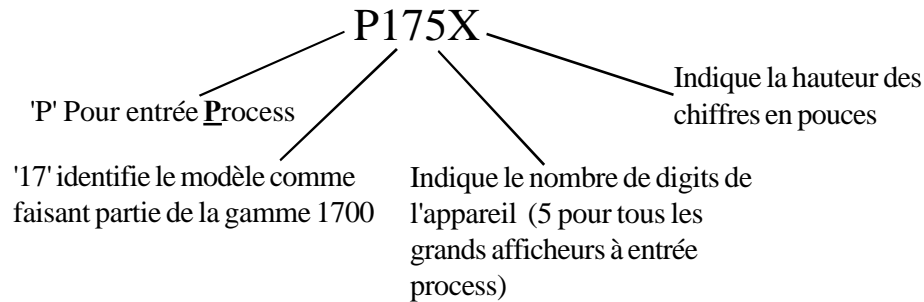 P175X
Indique la hauteur des
chiffres en pouces
'P' Pour entrée Process
'17' identifie le modèle comme
faisant partie de la gamme 1700
Indique le nombre de digits de
l'appareil (5 pour tous les
grands afficheurs à entrée
process)